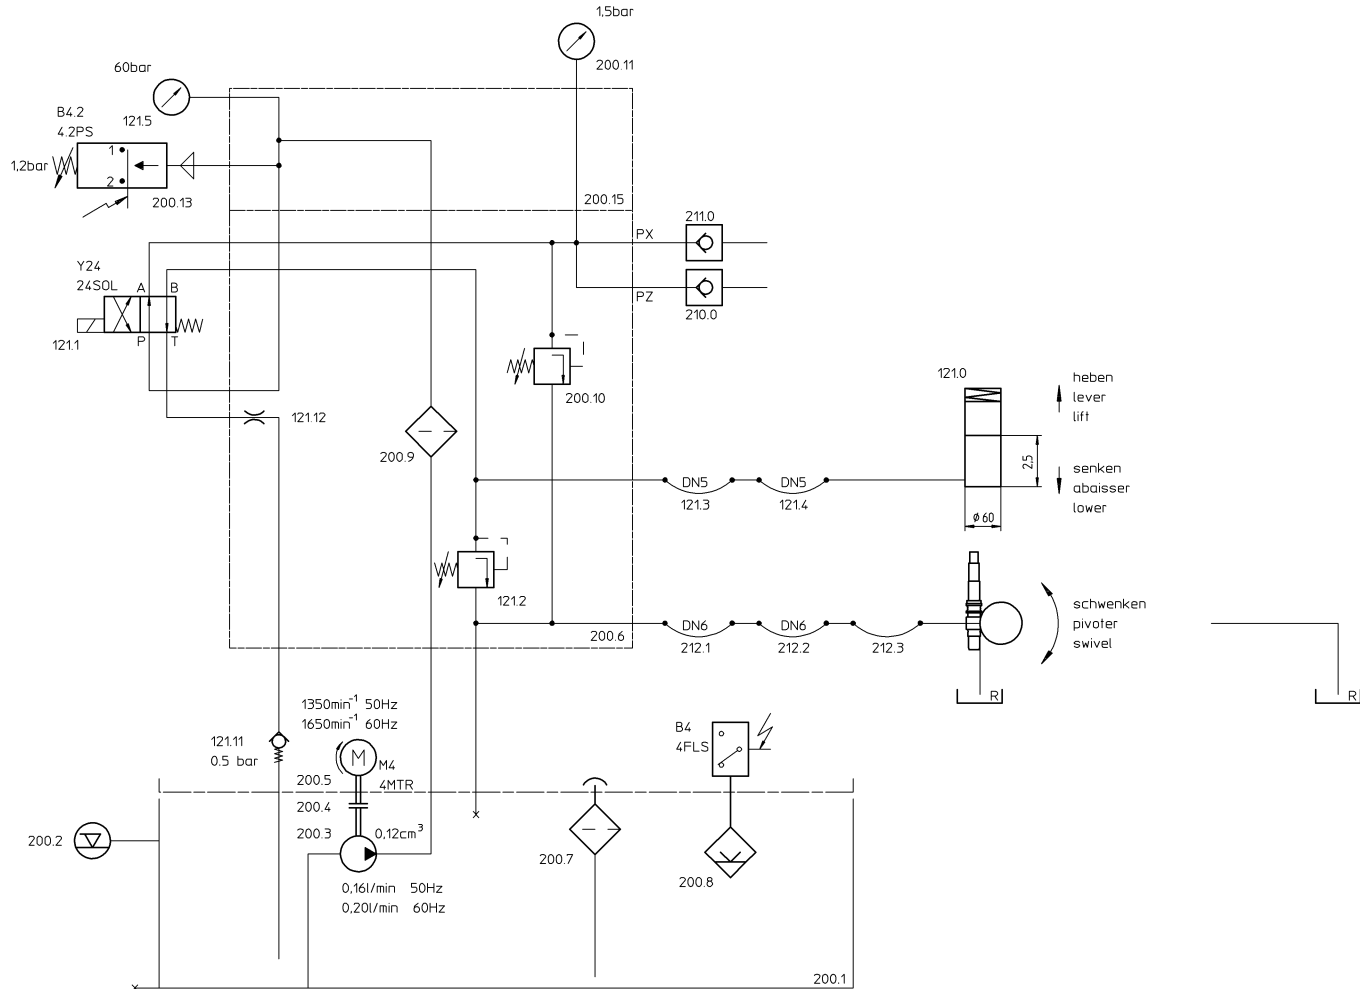 1,5bar
200.11
60bar
121.5
B4.2
4.2PS
1,2bar
1
2
200.13
200.15
PX
211.0
PZ
210.0
Y24
24SOL
A
B
P
T
121.1
121.12
200.10
200.9
121.0
heben
lever
lift
2,5
senken
abaisser
lower
ϕ60
DN5
121.3
DN5
121.4
121.2
200.6
DN6
212.1
DN6
212.2
212.3
schwenken
pivoter
swivel
R
R
1350min⁻¹ 50Hz
1650min⁻¹ 60Hz
121.11
0.5 bar
M
M4
4MTR
200.5
200.4
200.3
0,12cm³
0,16l/min 50Hz
0,20l/min 60Hz
B4
4FLS
200.2
200.7
200.8
200.1